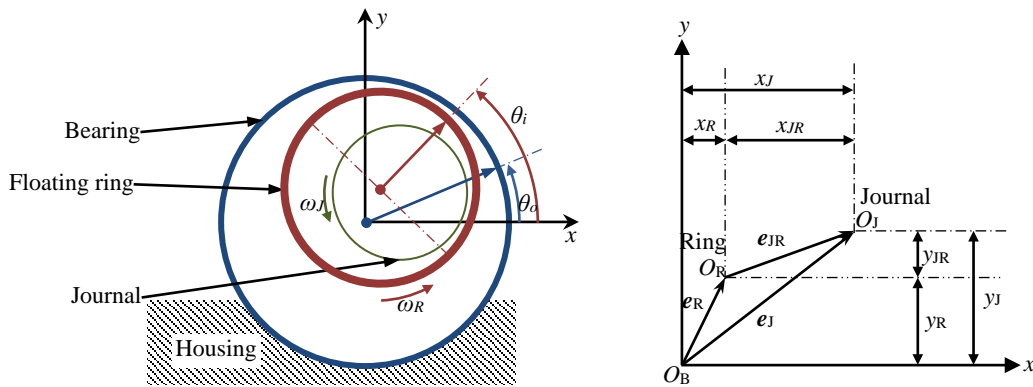 y
Bearing
θi
Floating ring
ωJ
θo
x
Journal
ωR
Housing
y
xJ
xR
xJR
Journal
OJ
Ring
eJR
OR
yJR
eR
eJ
yR
yJ
OB
x